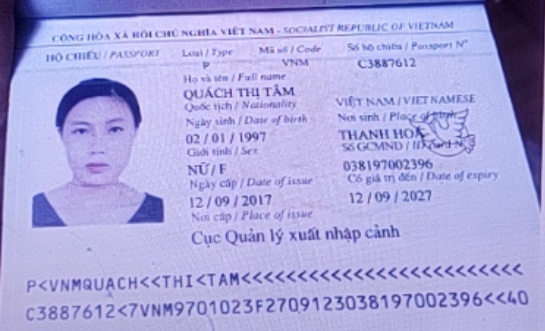 CỘNG HÒA XÃ HỘI CHỦ NGHĨA VIỆT NAM - SOCIALIST REPUBLIC OF VIETNAM
HỘ CHIẾU / PASSPORT Loại / Type Mã số / Code Số hộ chiếu / Passport Nº
P VNM C3887612
Họ và tên / Full name
QUÁCH THỊ TÂM
Quốc tịch / Nationality VIỆT NAM / VIETNAMESE
Ngày sinh / Date of birth Nơi sinh / Place of birth
02 / 01 / 1997 THANH HOÁ
Giới tính / Sex Số GCMND / ID card Nº
NỮ / F 038197002396
Ngày cấp / Date of issue Có giá trị đến / Date of expiry
12 / 09 / 2017 12 / 09 / 2027
Nơi cấp / Place of issue
Cục Quản lý xuất nhập cảnh
P<VNMQUACH<<THI<TAM<<<<<<<<<<<<<<<<<<<<<<<<<
C3887612<7VNM9701023F2709123038197002396<<40